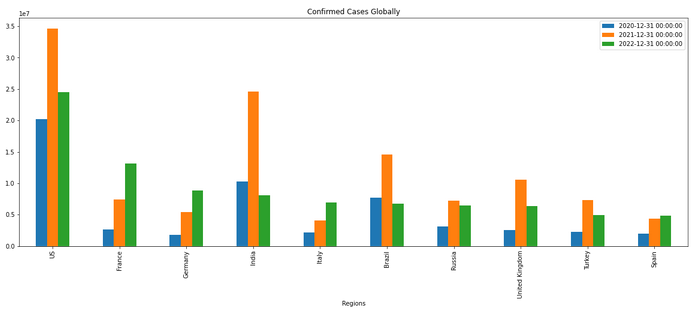 Confirmed Cases Globally
1e7
2020-12-31 00:00:00
2021-12-31 00:00:00
2022-12-31 00:00:00
3.5
3.0
2.5
2.0
1.5
1.0
0.5
0.0
US
France
Germany
India
Italy
Brazil
Russia
United Kingdom
Turkey
Spain
Regions